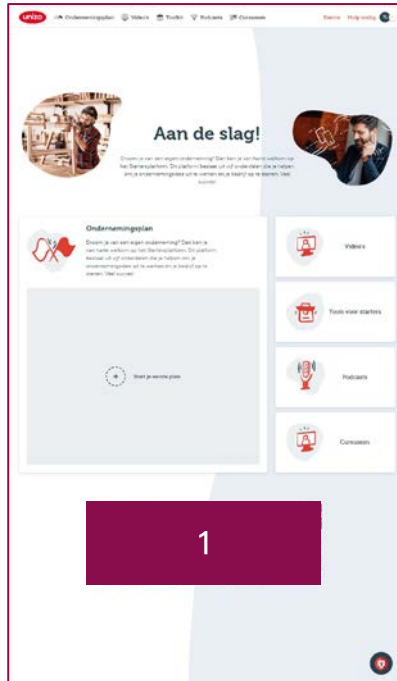 unizo Ondernemingsplan Video's Toolkit Podcasts Cursussen Hulp nodig
Aan de slag!
Droom je van een eigen onderneming? Dan ben je van harte welkom op
het Startersplatform. Dit platform bestaat uit vijf onderdelen die je helpen
om je ondernemingsidee uit te werken en je bedrijf op te
starten. Veel
succes!
Ondernemingsplan
Droom je van een eigen onderneming? Dan ben je
van harte welkom op het Startersplatform. Dit platform
bestaat uit vijf onderdelen die je helpen om je
ondernemingsidee uit te werken en je bedrijf op te
starten. Veel succes!
Video's
Tools voor starters
Start je eerste plan
Podcasts
Cursussen
1